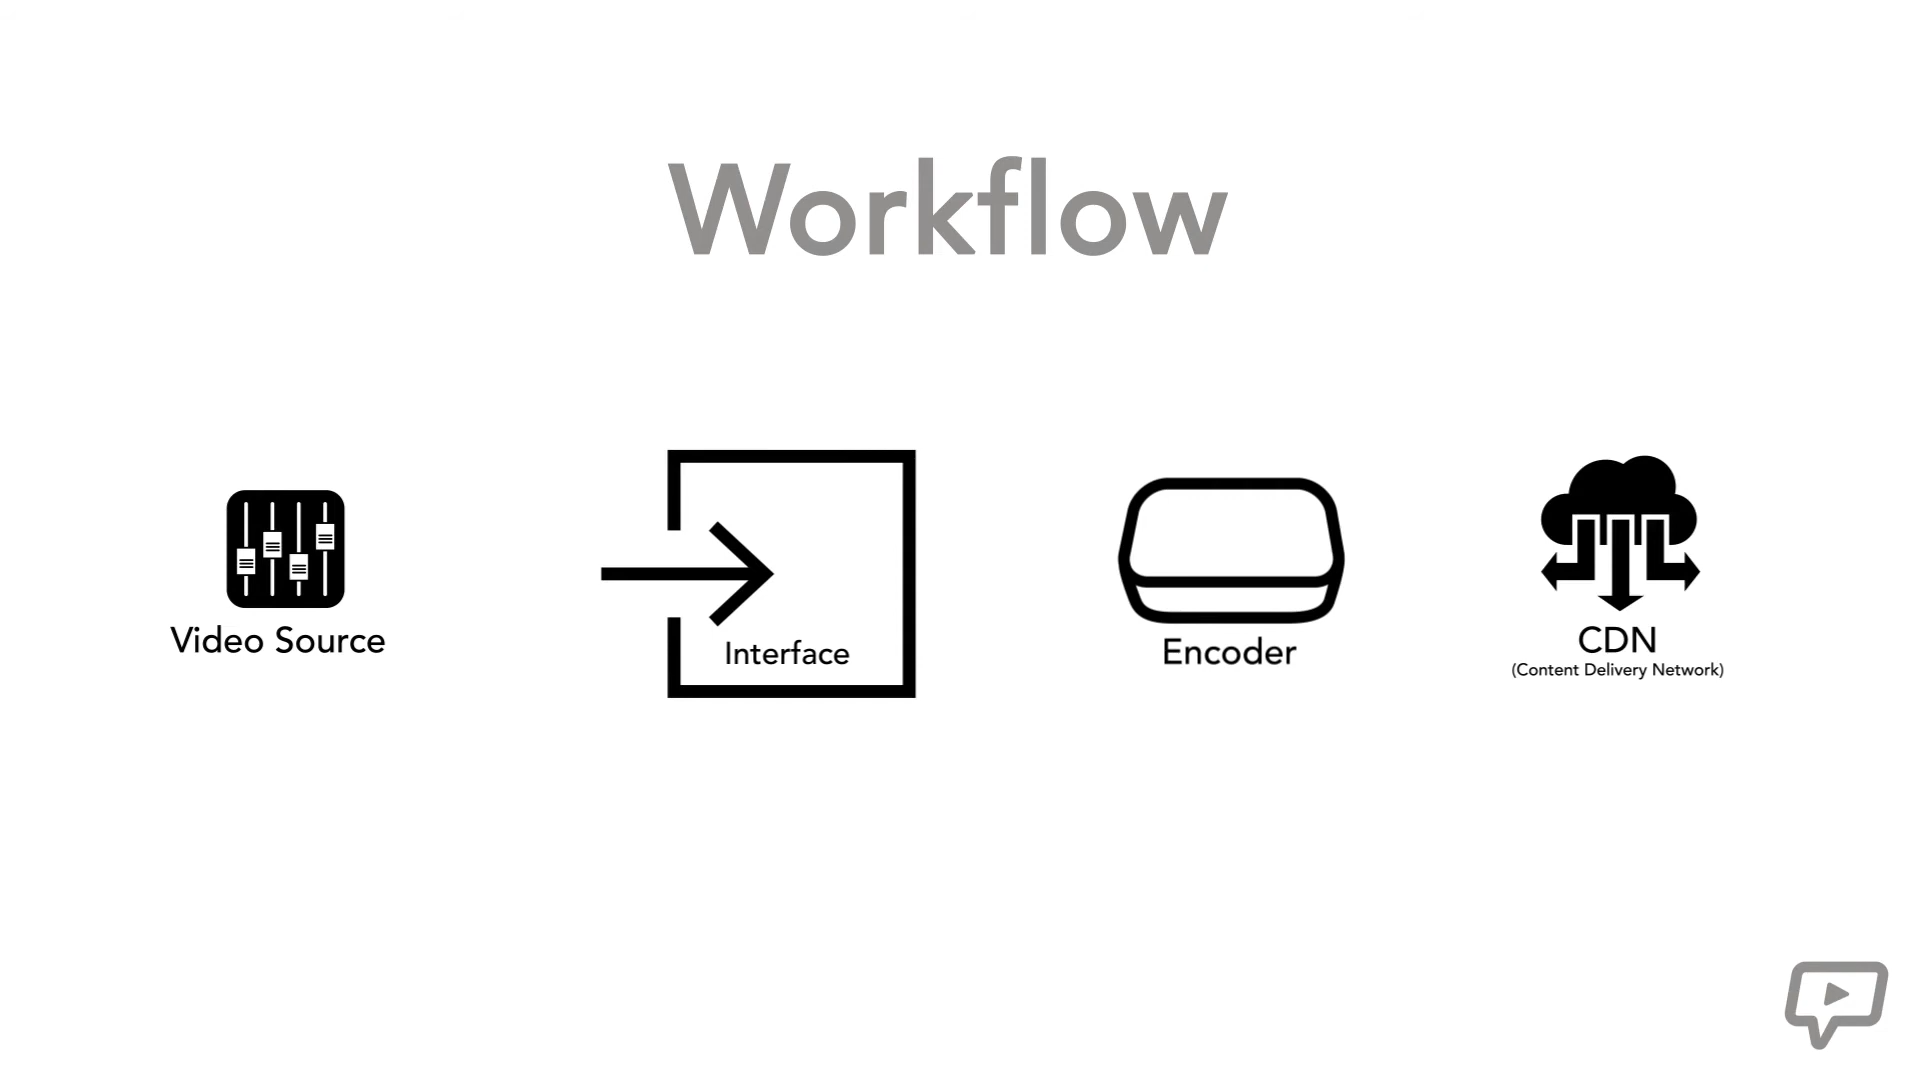 Workflow
Video Source
Interface
Encoder
CDN
(Content Delivery Network)